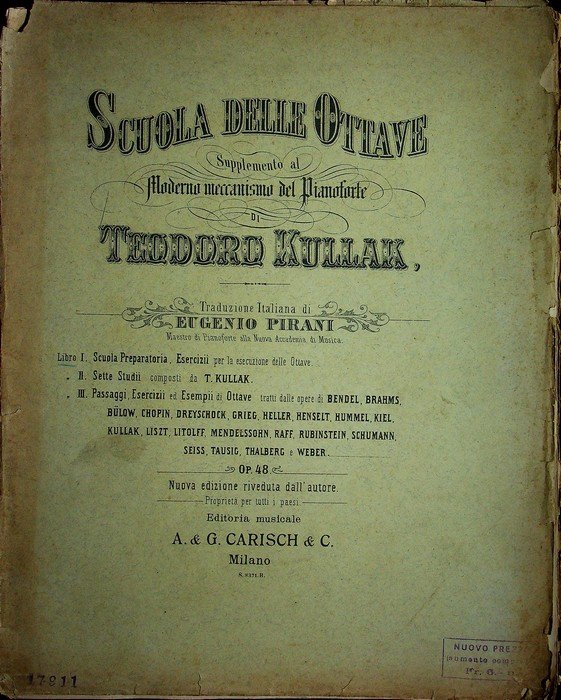 SCUOLA DELLE OTTAVE
Supplemento al
Moderno meccanismo del Pianoforte
DI
TEODORO KULLAK,
Traduzione Italiana di
EUGENIO PIRANI
Maestro di Pianoforte alla Nuova Accademia di Musica.
Libro I. Scuola Preparatoria, Esercizii per la esecuzione delle Ottave.
„ II. Sette Studii composti da T. KULLAK.
„ III. Passaggi, Esercizii ed Esempii di Ottave tratti dalle opere di BENDEL, BRAHMS,
BÜLOW, CHOPIN, DREYSCHOCK, GRIEG, HELLER, HENSELT, HUMMEL, KIEL,
KULLAK, LISZT, LITOLFF, MENDELSSOHN, RAFF, RUBINSTEIN, SCHUMANN,
SEISS, TAUSIG, THALBERG e WEBER.
OP. 48.
Nuova edizione riveduta dall'autore.
Proprietà per tutti i paesi.
Editoria musicale
A. & G. CARISCH & C.
Milano
S. 8371. R.
NUOVO
17911